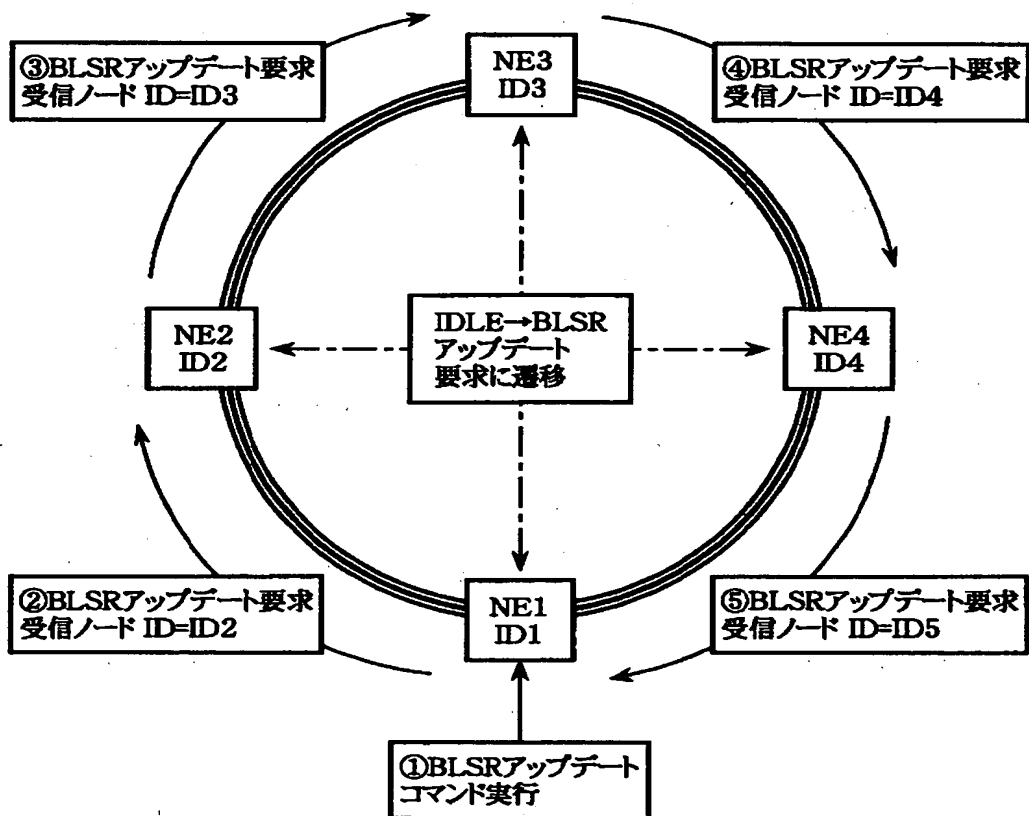 ③BLSRアップデート要求
受信ノード ID=ID3
NE3
ID3
④BLSRアップデート要求
受信ノード ID=ID4
NE2
ID2
IDLE→BLSR
アップデート
要求に遷移
NE4
ID4
②BLSRアップデート要求
受信ノード ID=ID2
NE1
ID1
⑤BLSRアップデート要求
受信ノード ID=ID5
①BLSRアップデート
コマンド実行